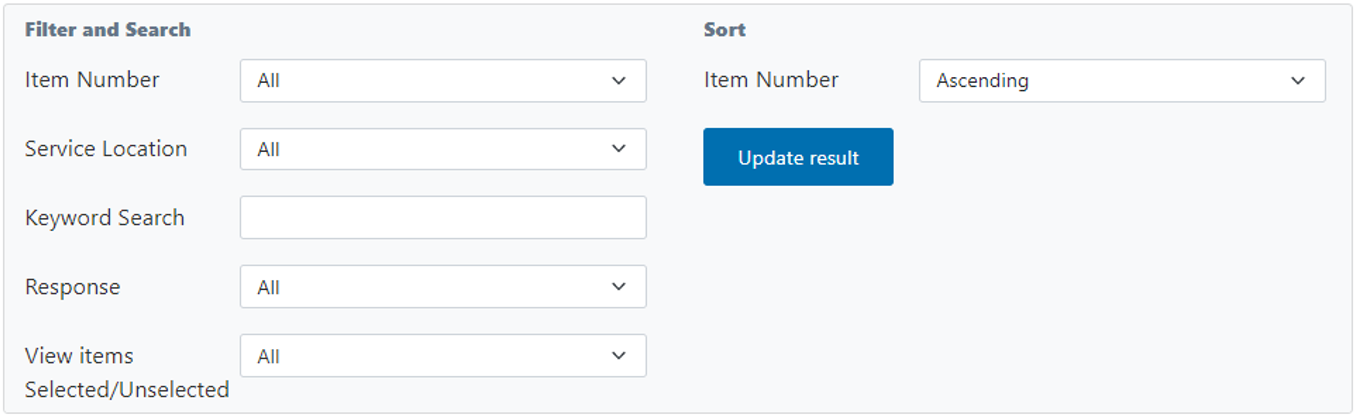 Filter and Search
Item Number All
Service Location All
Keyword Search
Response All
View items All
Selected/Unselected
Sort
Item Number Ascending
Update result